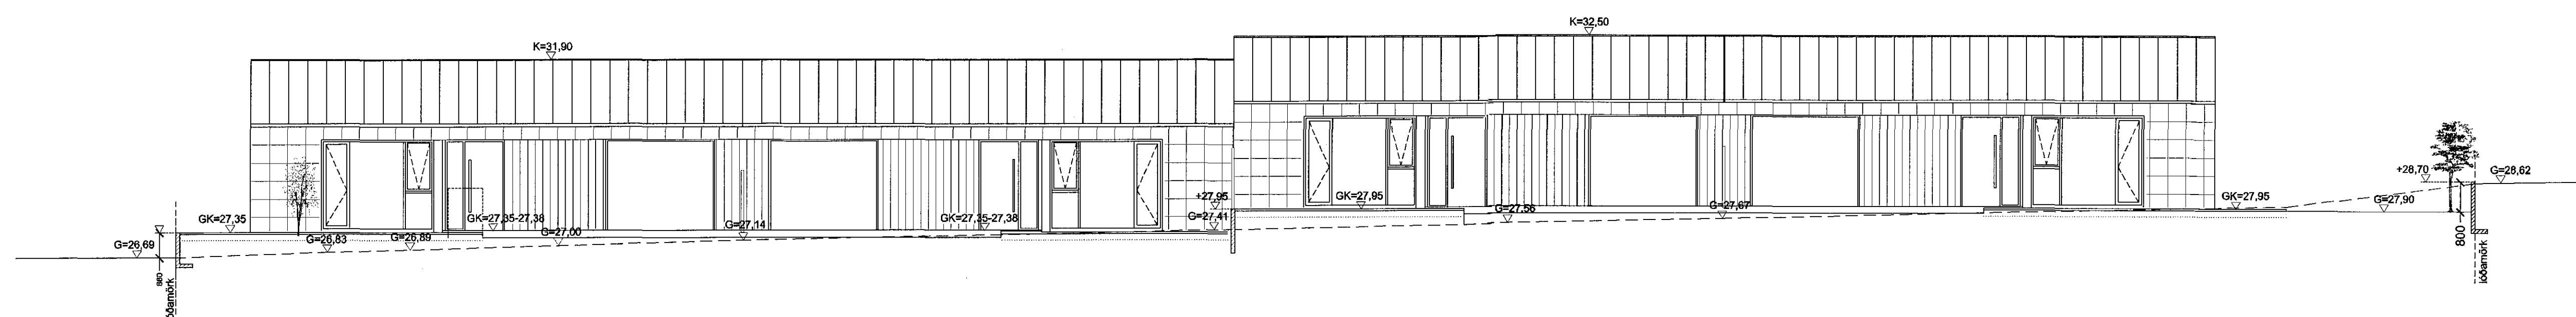 K=32,50
K=31,90
+28,70
G=28,62
GK=27,95
+27,95
GK=27,95
G=27,90
GK=27,35
GK=27,35-27,38
GK=27,35-27,38
G=27,41
G=27,56
G=27,67
G=27,14
G=27,00
G=26,89
G=26,83
G=26,69
800
lóðamörk
lóðamörk